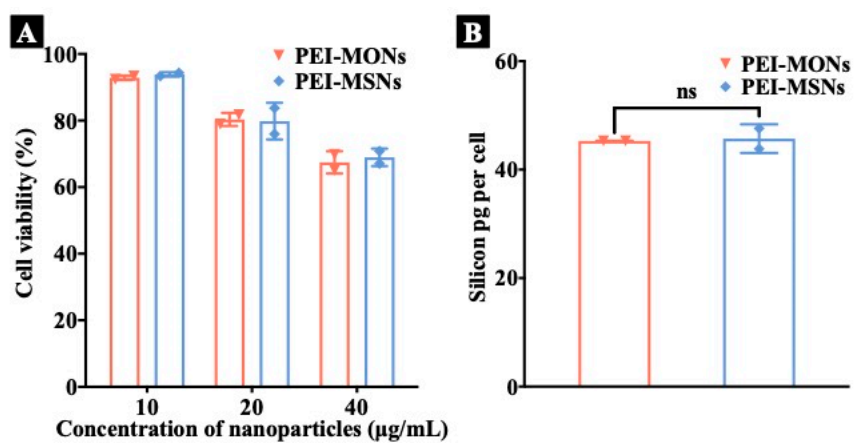 A
PEI-MONs
PEI-MSNs
Cell viability (%)
100
80
60
40
20
0
10
20
40
Concentration of nanoparticles (μg/mL)
B
PEI-MONs
PEI-MSNs
ns
Silicon pg per cell
60
40
20
0